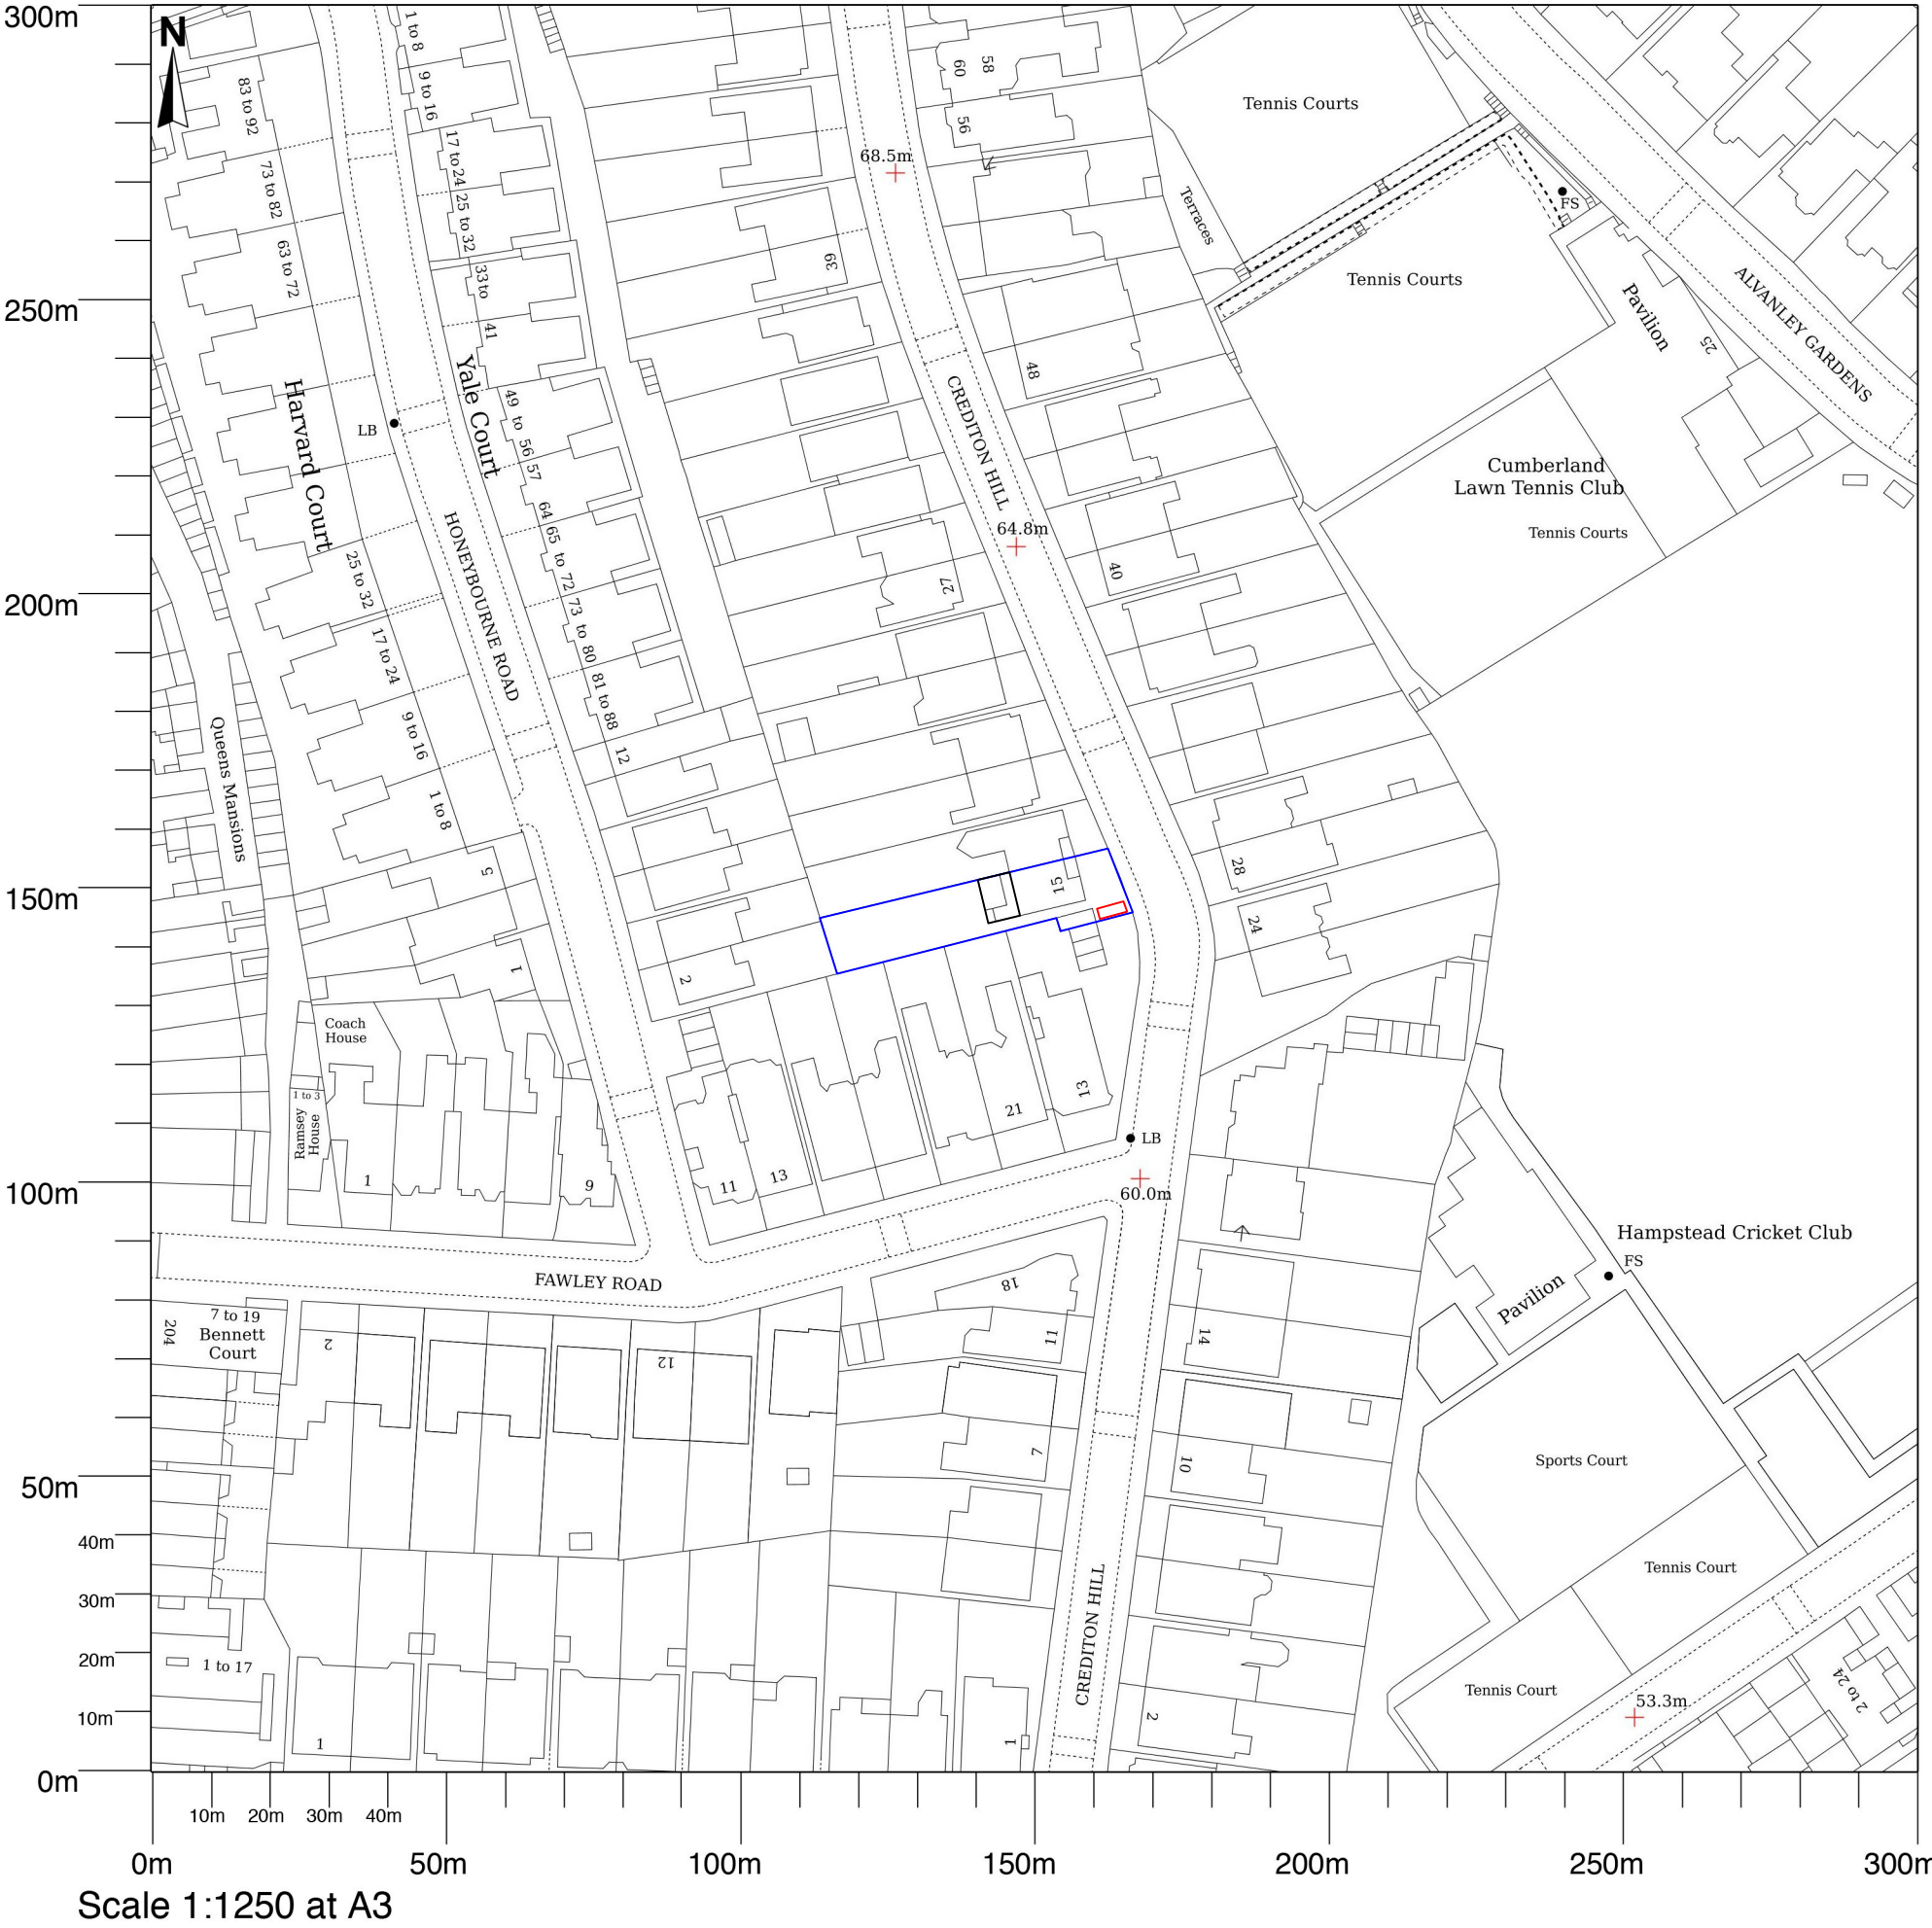 300m
N
1 to 8
60
58
9 to 16
83 to 92
Tennis Courts
56
17 to 24
68.5m
73 to 82
25 to 32
Terraces
FS
63 to 72
39
33 to
41
Tennis Courts
250m
Pavilion
25
ALVANLEY GARDENS
48
Yale Court
Harvard Court
CREDITON HILL
LB
49 to 56
57
64
Cumberland
Lawn Tennis Club
Tennis Courts
64.8m
65 to 72
HONEYBOURNE ROAD
40
27
25 to 32
200m
73 to 80
17 to 24
81 to 88
9 to 16
12
Queens Mansions
1 to 8
28
5
15
150m
24
1
2
Coach
House
1 to 3
Ramsey
House
13
21
LB
1
9
11
13
100m
60.0m
Hampstead Cricket Club
FS
FAWLEY ROAD
18
Pavilion
204
7 to 19
Bennett
Court
2
12
11
14
7
10
Sports Court
50m
40m
Tennis Court
30m
CREDITON HILL
20m
1 to 17
Tennis Court
2 to 24
53.3m
10m
1
1
2
0m
10m
20m
30m
40m
0m
50m
100m
150m
200m
250m
300m
Scale 1:1250 at A3